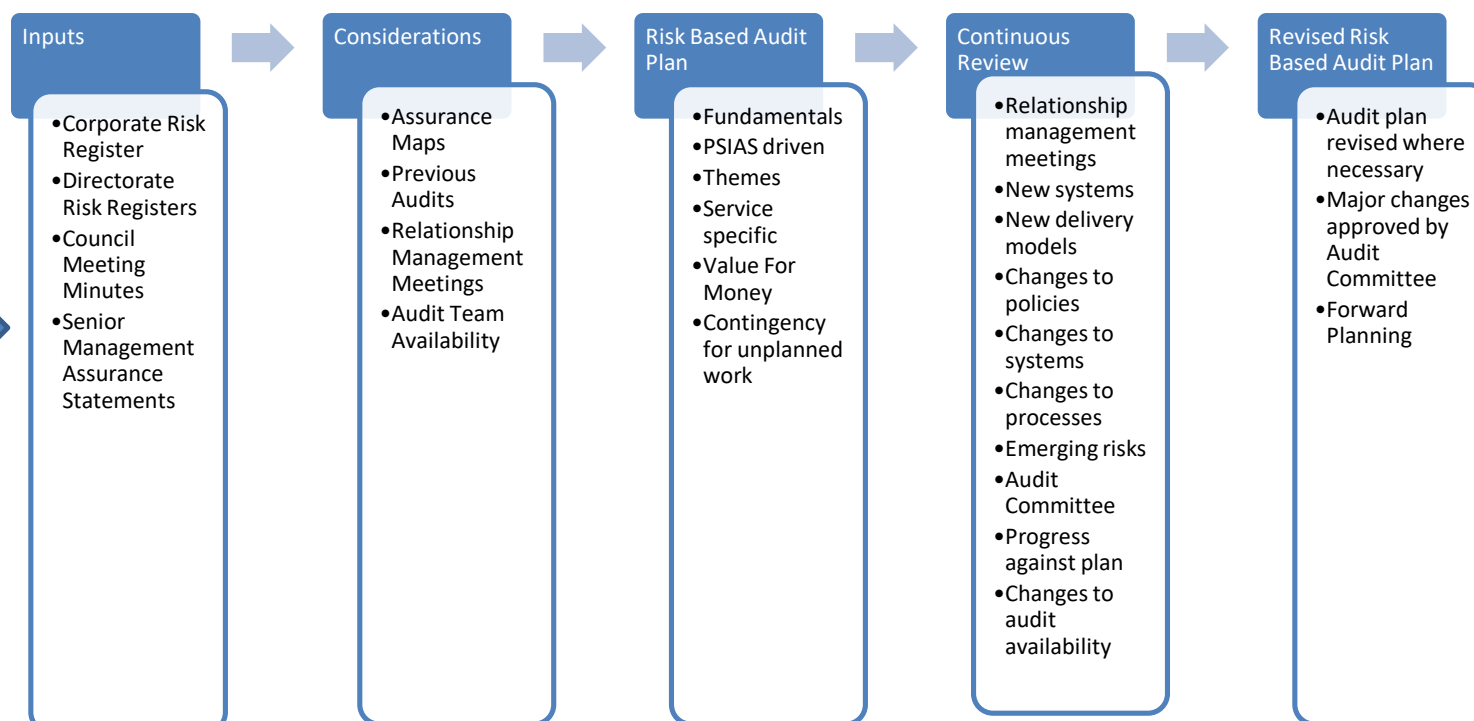 Inputs
•Corporate Risk
Register
•Directorate
Risk Registers
•Council
Meeting
Minutes
•Senior
Management
Assurance
Statements
Considerations
•Assurance
Maps
•Previous
Audits
•Relationship
Management
Meetings
•Audit Team
Availability
Risk Based Audit
Plan
•Fundamentals
•PSIAS driven
•Themes
•Service
specific
•Value For
Money
•Contingency
for unplanned
work
Continuous
Review
•Relationship
management
meetings
•New systems
•New delivery
models
•Changes to
policies
•Changes to
systems
•Changes to
processes
•Emerging risks
•Audit
Committee
•Progress
against plan
•Changes to
audit
availability
Revised Risk
Based Audit Plan
•Audit plan
revised where
necessary
•Major changes
approved by
Audit
Committee
•Forward
Planning